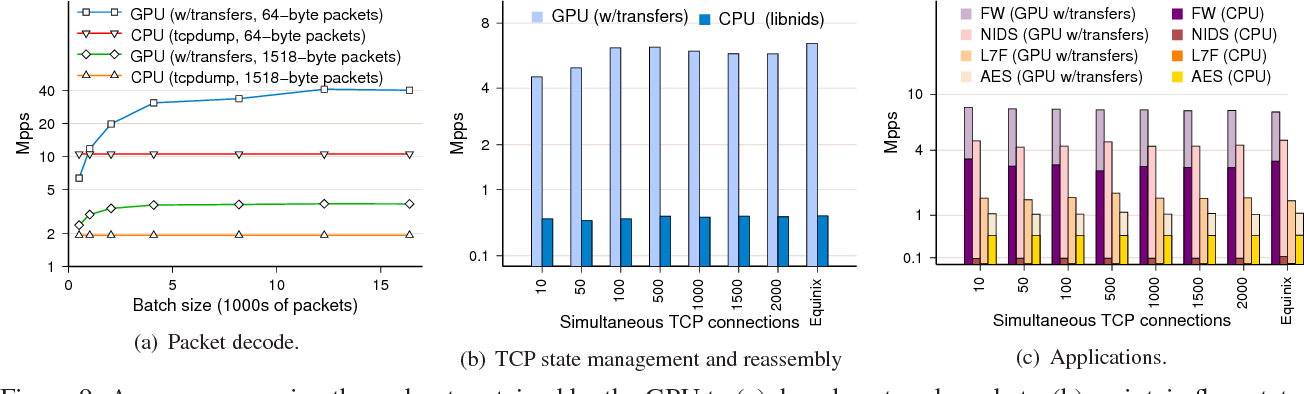 GPU (w/transfers, 64−byte packets)
CPU (tcpdump, 64−byte packets)
GPU (w/transfers, 1518−byte packets)
CPU (tcpdump, 1518−byte packets)
Mpps
40
20
10
5
2
1
0 5 10 15
Batch size (1000s of packets)
(a) Packet decode.
GPU (w/transfers) CPU (libnids)
Mpps
8
4
2
1
0.1
10 50 100 500 1000 1500 2000 Equinix
Simultaneous TCP connections
(b) TCP state management and reassembly
FW (GPU w/transfers) FW (CPU)
NIDS (GPU w/transfers) NIDS (CPU)
L7F (GPU w/transfers) L7F (CPU)
AES (GPU w/transfers) AES (CPU)
Mpps
10
4
1
0.1
10 50 100 500 1000 1500 2000 Equinix
Simultaneous TCP connections
(c) Applications.